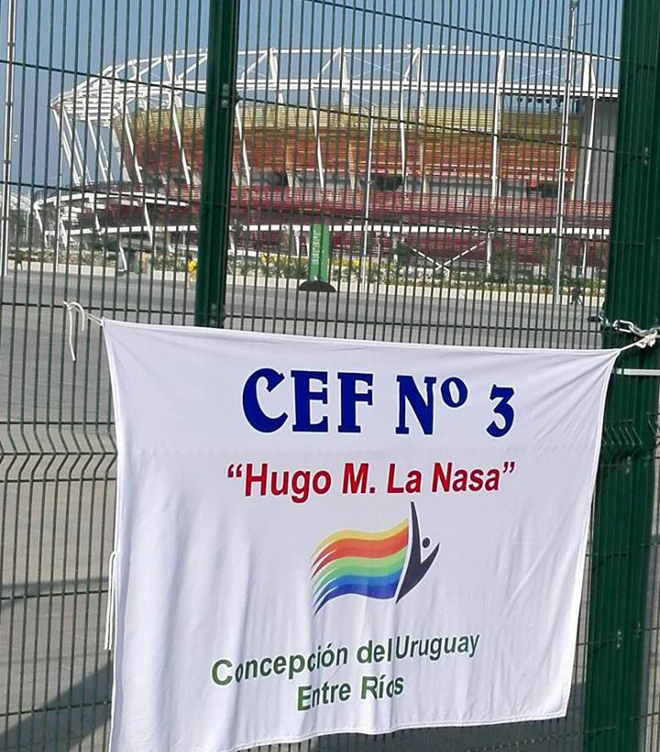 CEF Nº 3
“Hugo M. La Nasa”
Concepción del Uruguay
Entre Ríos